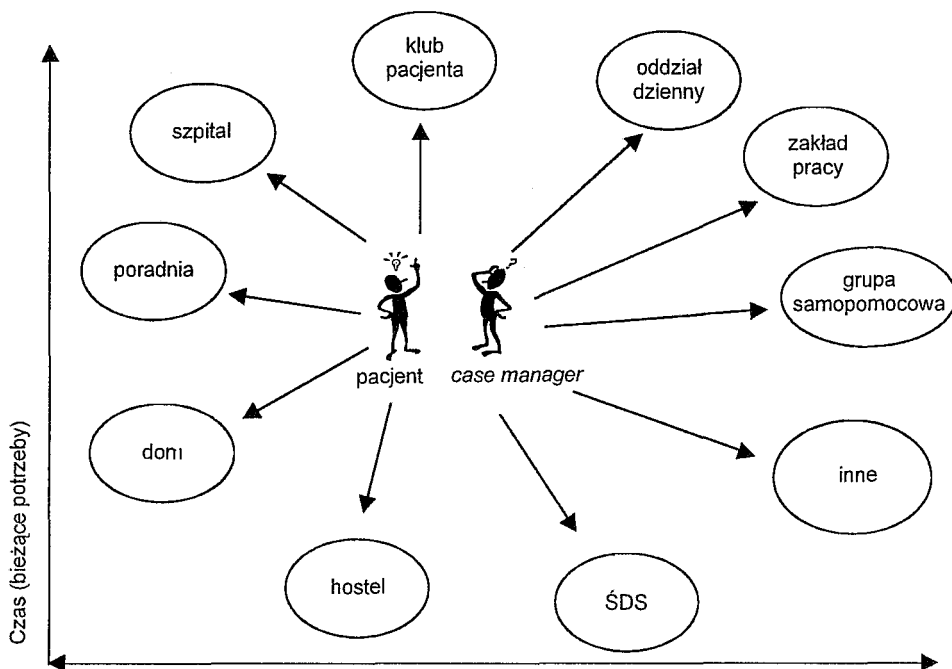 klub
pacjenta
oddział
dzienny
szpital
zakład
pracy
poradnia
?
grupa
samopomocowa
pacjent
case manager
dom
inne
hostel
ŚDS
Czas (bieżące potrzeby)